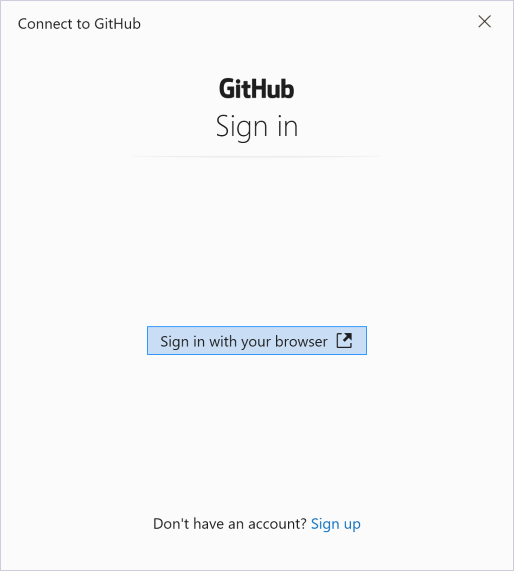 Connect to GitHub
GitHub
Sign in
Sign in with your browser
Don't have an account? Sign up